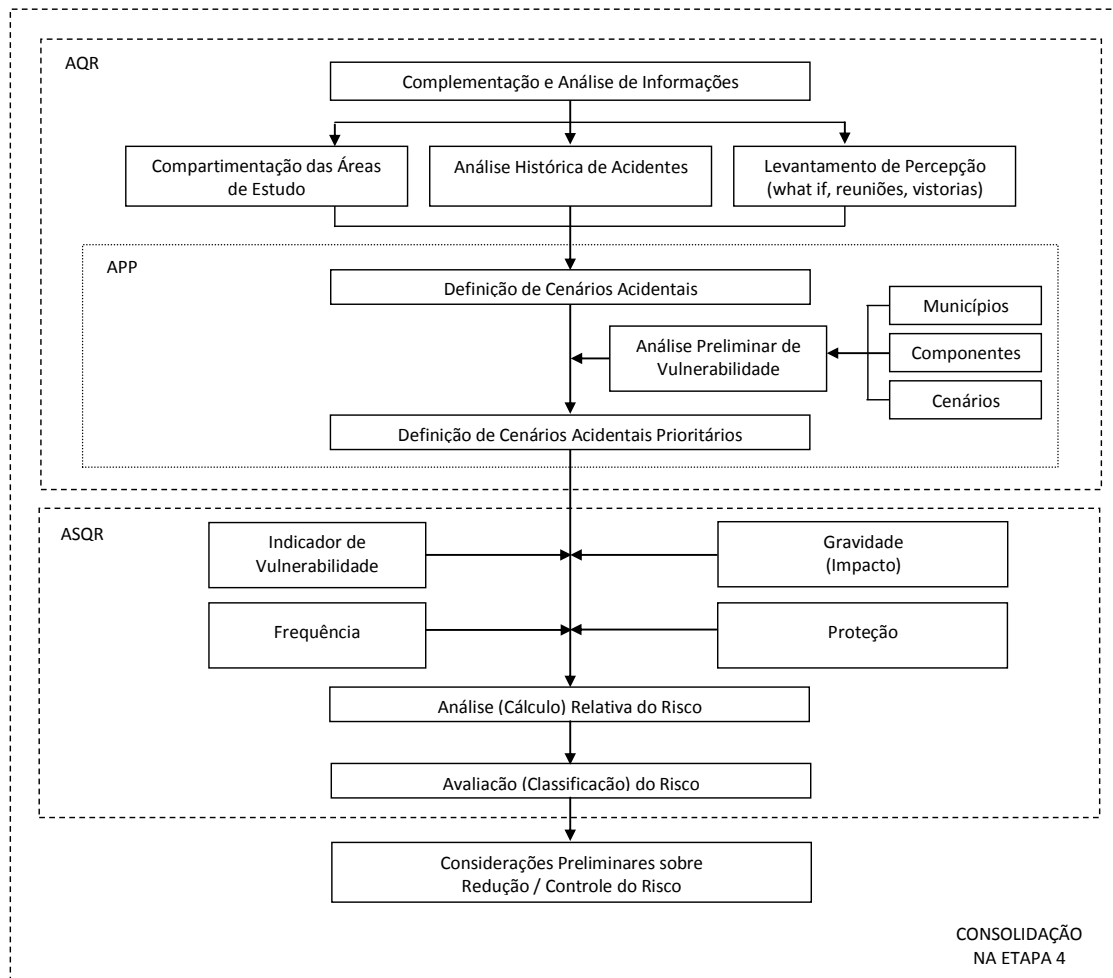 AQR
Complementação e Análise de Informações
Compartimentação das Áreas
de Estudo
Análise Histórica de Acidentes
Levantamento de Percepção
(what if, reuniões, vistorias)
APP
Definição de Cenários Acidentais
Municípios
Análise Preliminar de
Vulnerabilidade
Componentes
Cenários
Definição de Cenários Acidentais Prioritários
ASQR
Indicador de
Vulnerabilidade
Gravidade
(Impacto)
Frequência
Proteção
Análise (Cálculo) Relativa do Risco
Avaliação (Classificação) do Risco
Considerações Preliminares sobre
Redução / Controle do Risco
CONSOLIDAÇÃO
NA ETAPA 4